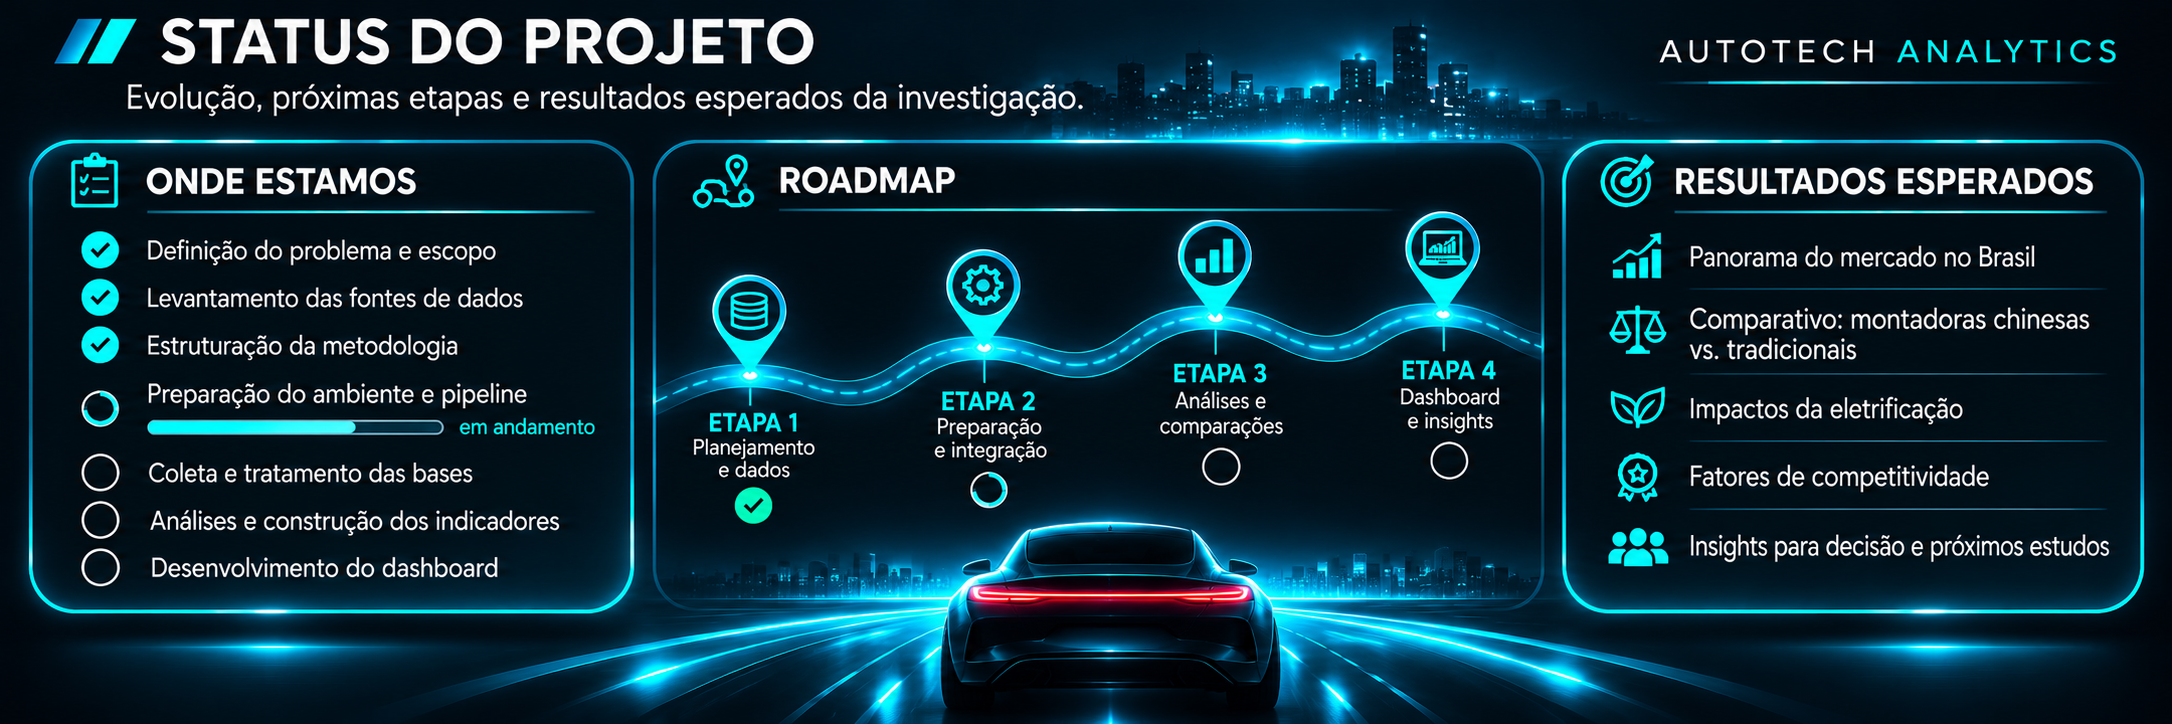 STATUS DO PROJETO
Evolução, próximas etapas e resultados esperados da investigação.
AUTOTECH ANALYTICS
ONDE ESTAMOS
Definição do problema e escopo
Levantamento das fontes de dados
Estruturação da metodologia
Preparação do ambiente e pipeline
em andamento
Coleta e tratamento das bases
Análises e construção dos indicadores
Desenvolvimento do dashboard
ROADMAP
ETAPA 1
Planejamento
e dados
ETAPA 2
Preparação
e integração
ETAPA 3
Análises e
comparações
ETAPA 4
Dashboard
e insights
RESULTADOS ESPERADOS
Panorama do mercado no Brasil
Comparativo: montadoras chinesas
vs. tradicionais
Impactos da eletrificação
Fatores de competitividade
Insights para decisão e próximos estudos